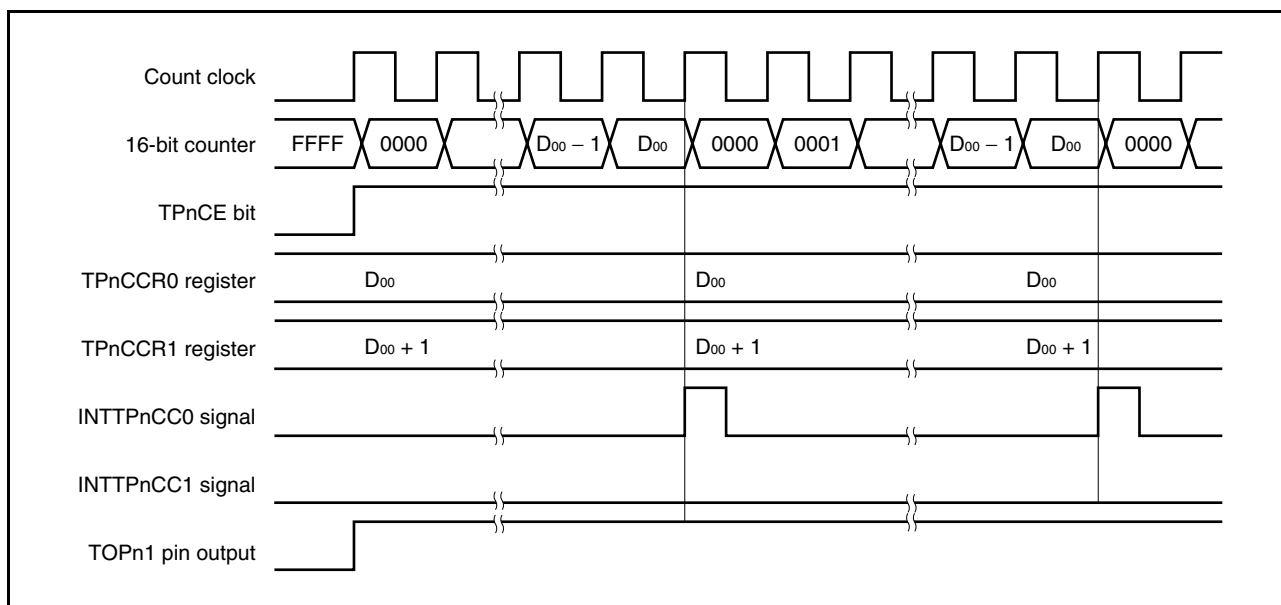 Count clock
16-bit counter FFFF 0000 D00 − 1 D00 0000 0001 D00 − 1 D00 0000
TPnCE bit
TPnCCR0 register D00 D00 D00
TPnCCR1 register D00 + 1 D00 + 1 D00 + 1
INTTPnCC0 signal
INTTPnCC1 signal
TOPn1 pin output